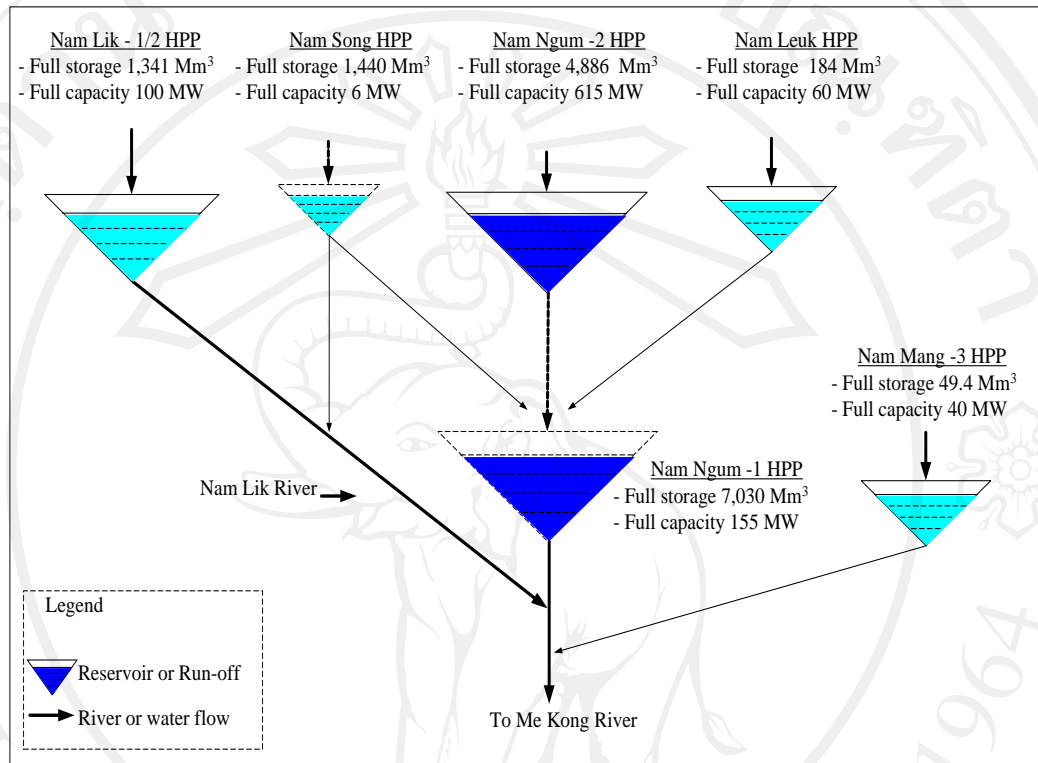 Nam Lik - 1/2 HPP
- Full storage 1,341 Mm³
- Full capacity 100 MW
Nam Song HPP
- Full storage 1,440 Mm³
- Full capacity 6 MW
Nam Ngum -2 HPP
- Full storage 4,886 Mm³
- Full capacity 615 MW
Nam Leuk HPP
- Full storage 184 Mm³
- Full capacity 60 MW
Nam Mang -3 HPP
- Full storage 49.4 Mm³
- Full capacity 40 MW
Nam Lik River
Nam Ngum -1 HPP
- Full storage 7,030 Mm³
- Full capacity 155 MW
Legend
Reservoir or Run-off
River or water flow
To Me Kong River
1964